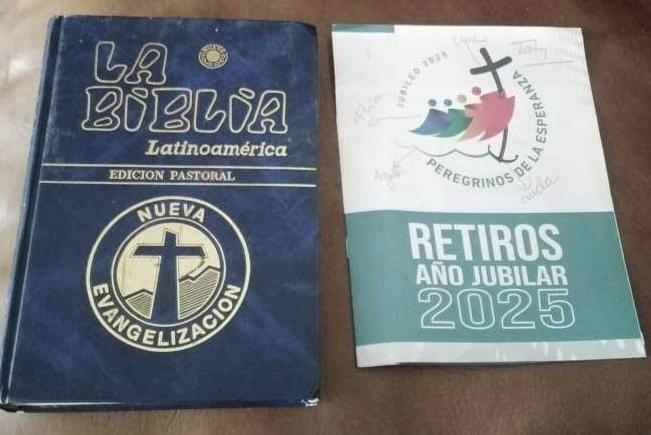 LA
BIBLIA
Latinoamérica
EDICION PASTORAL
NUEVA
EVANGELIZACION
JUBILEO 2025
PEREGRINOS DE LA ESPERANZA
RETIROS
AÑO JUBILAR
2025